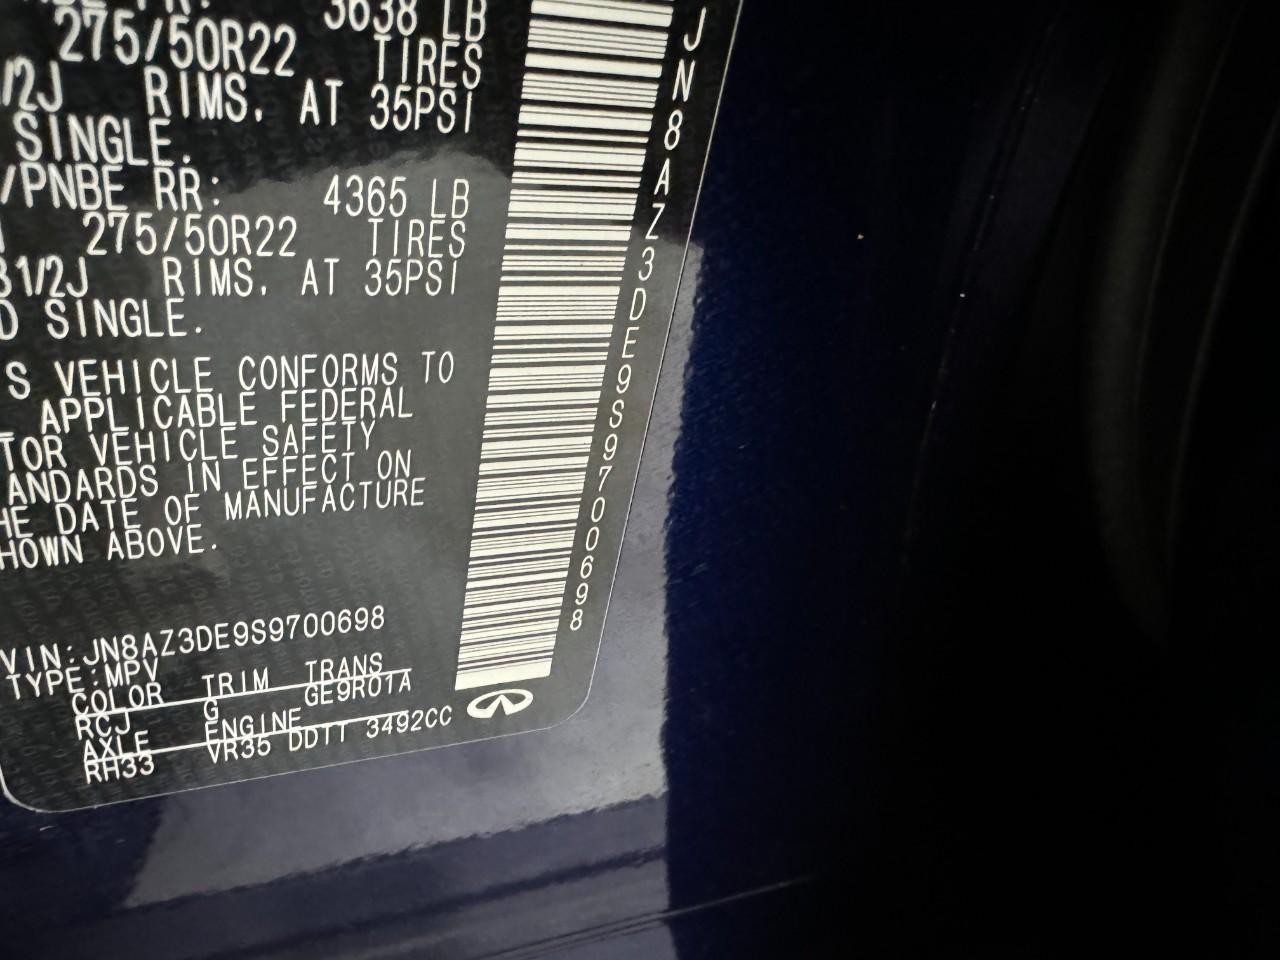 3638 LB
275/50R22 TIRES
1/2J RIMS. AT 35PSI
SINGLE.
/PNBE RR: 4365 LB
275/50R22 TIRES
81/2J RIMS. AT 35PSI
D SINGLE.
S VEHICLE CONFORMS TO
APPLICABLE FEDERAL
TOR VEHICLE SAFETY
ANDARDS IN EFFECT ON
HE DATE OF MANUFACTURE
HOWN ABOVE.
VIN:JN8AZ3DE9S9700698
TYPE:MPV
COLOR TRIM TRANS
RCJ G GE9R01A
AXLE ENGINE
RH33 VR35 DDTT 3492CC
JN8AZ3DE9S9700698